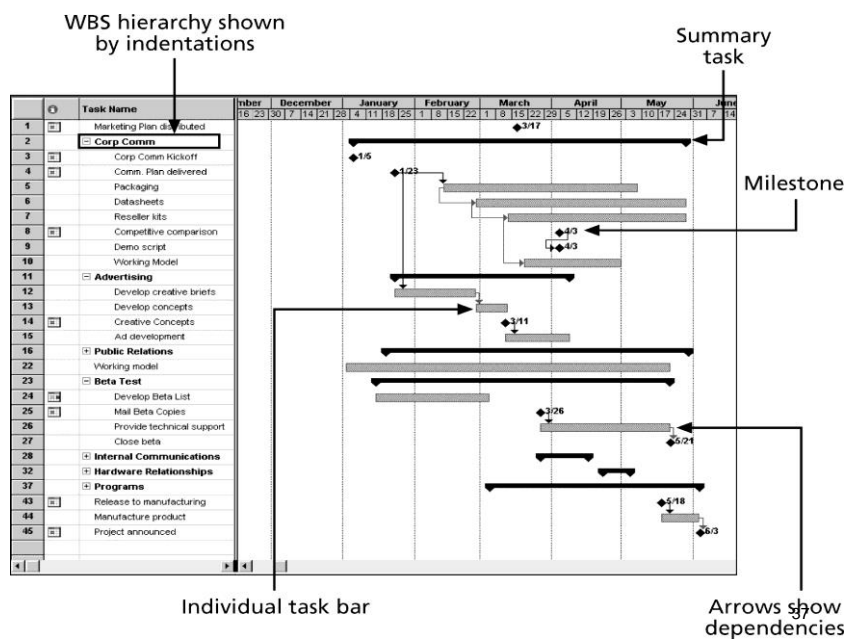 WBS hierarchy shown
by indentations
Summary
task
Task Name
mber December January February March April May June
16 23 30 7 14 21 28 4 11 18 25 1 8 15 22 1 8 15 22 29 5 12 19 26 3 10 17 24 31 7 14
1 Marketing Plan distributed 3/17
2 Corp Comm
3 Corp Comm Kickoff 1/5
4 Comm. Plan delivered 1/23
5 Packaging
6 Datasheets
7 Reseller kits
Milestone
8 Competitive comparison 4/3
9 Demo script 4/3
10 Working Model
11 Advertising
12 Develop creative briefs
13 Develop concepts
14 Creative Concepts 3/11
15 Ad development
16 Public Relations
22 Working model
23 Beta Test
24 Develop Beta List
25 Mail Beta Copies 3/26
26 Provide technical support
27 Close beta 5/21
28 Internal Communications
32 Hardware Relationships
37 Programs
43 Release to manufacturing 5/18
44 Manufacture product
45 Project announced 6/3
Individual task bar
Arrows show
37
dependencies